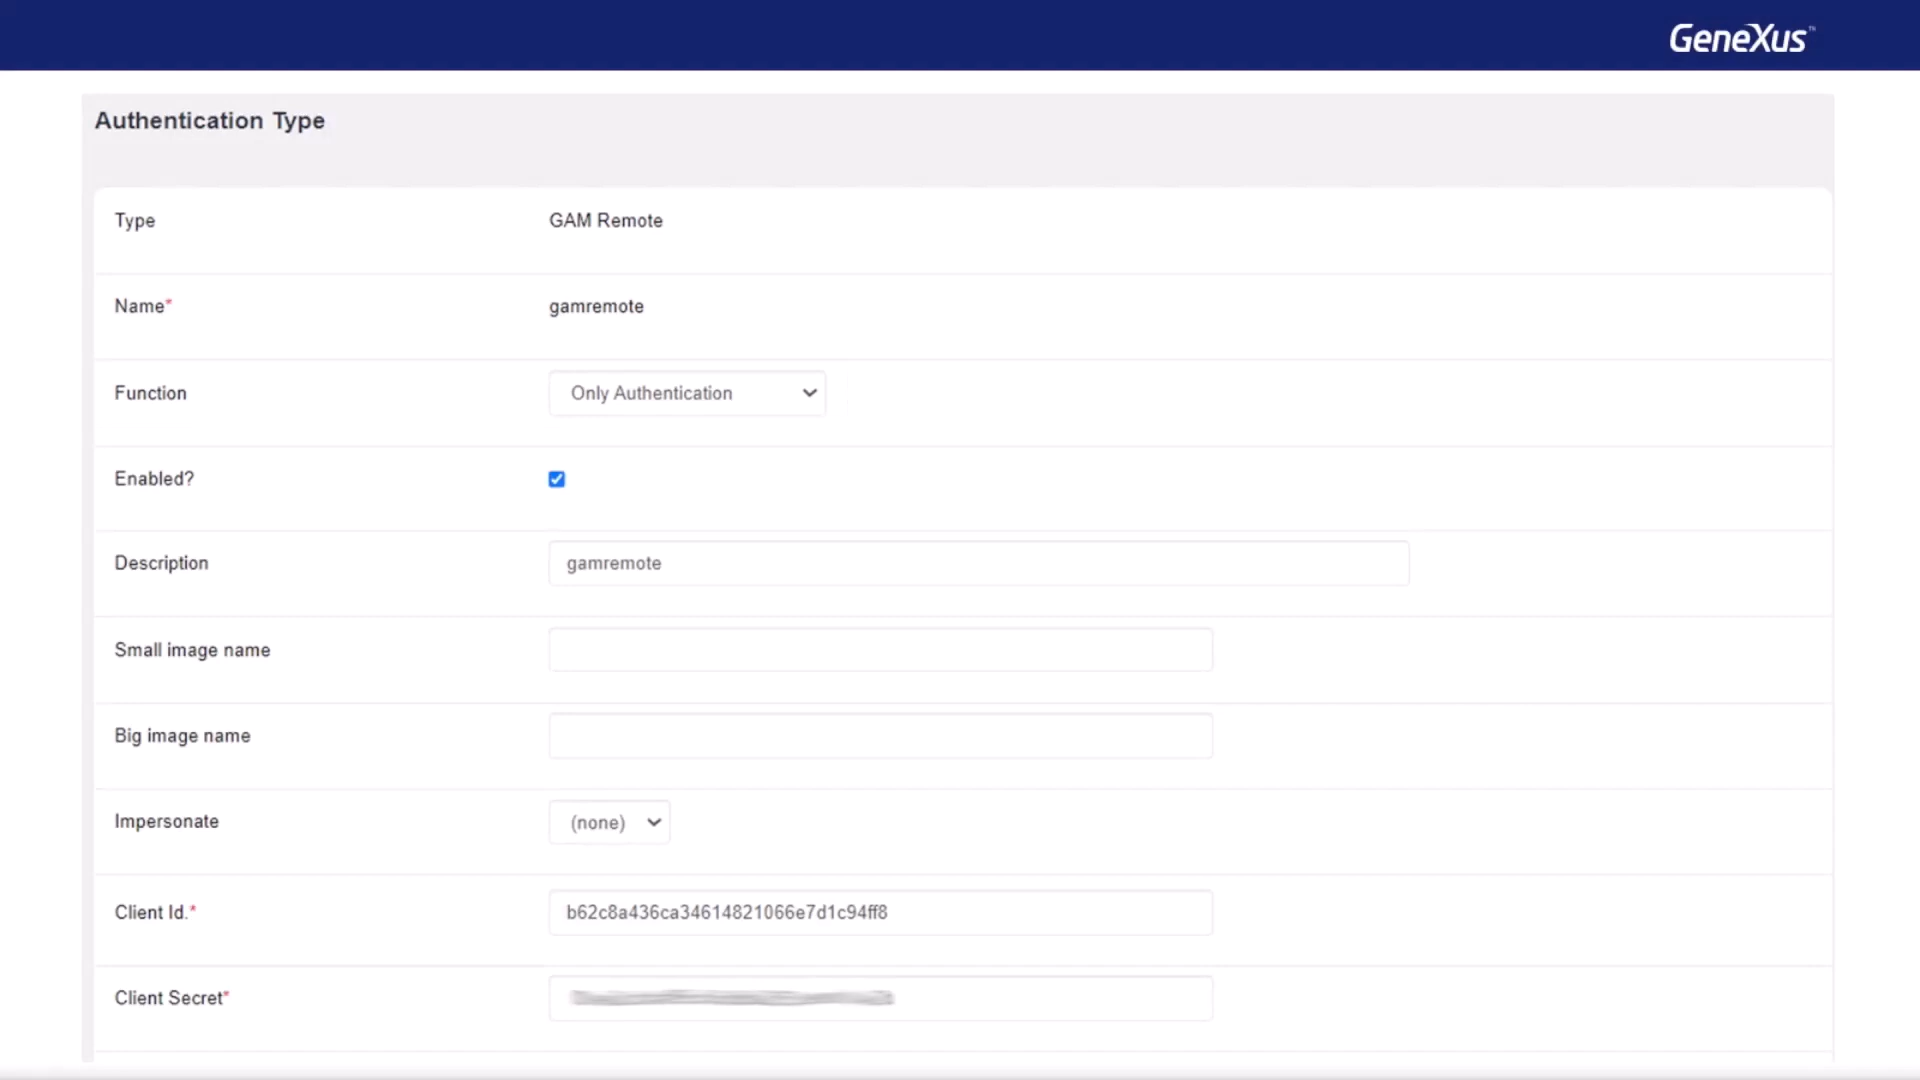 GeneXus™
Authentication Type
Type GAM Remote
Name* gamremote
Function Only Authentication
Enabled?
Description gamremote
Small image name
Big image name
Impersonate (none)
Client Id.* b62c8a436ca34614821066e7d1c94ff8
Client Secret*